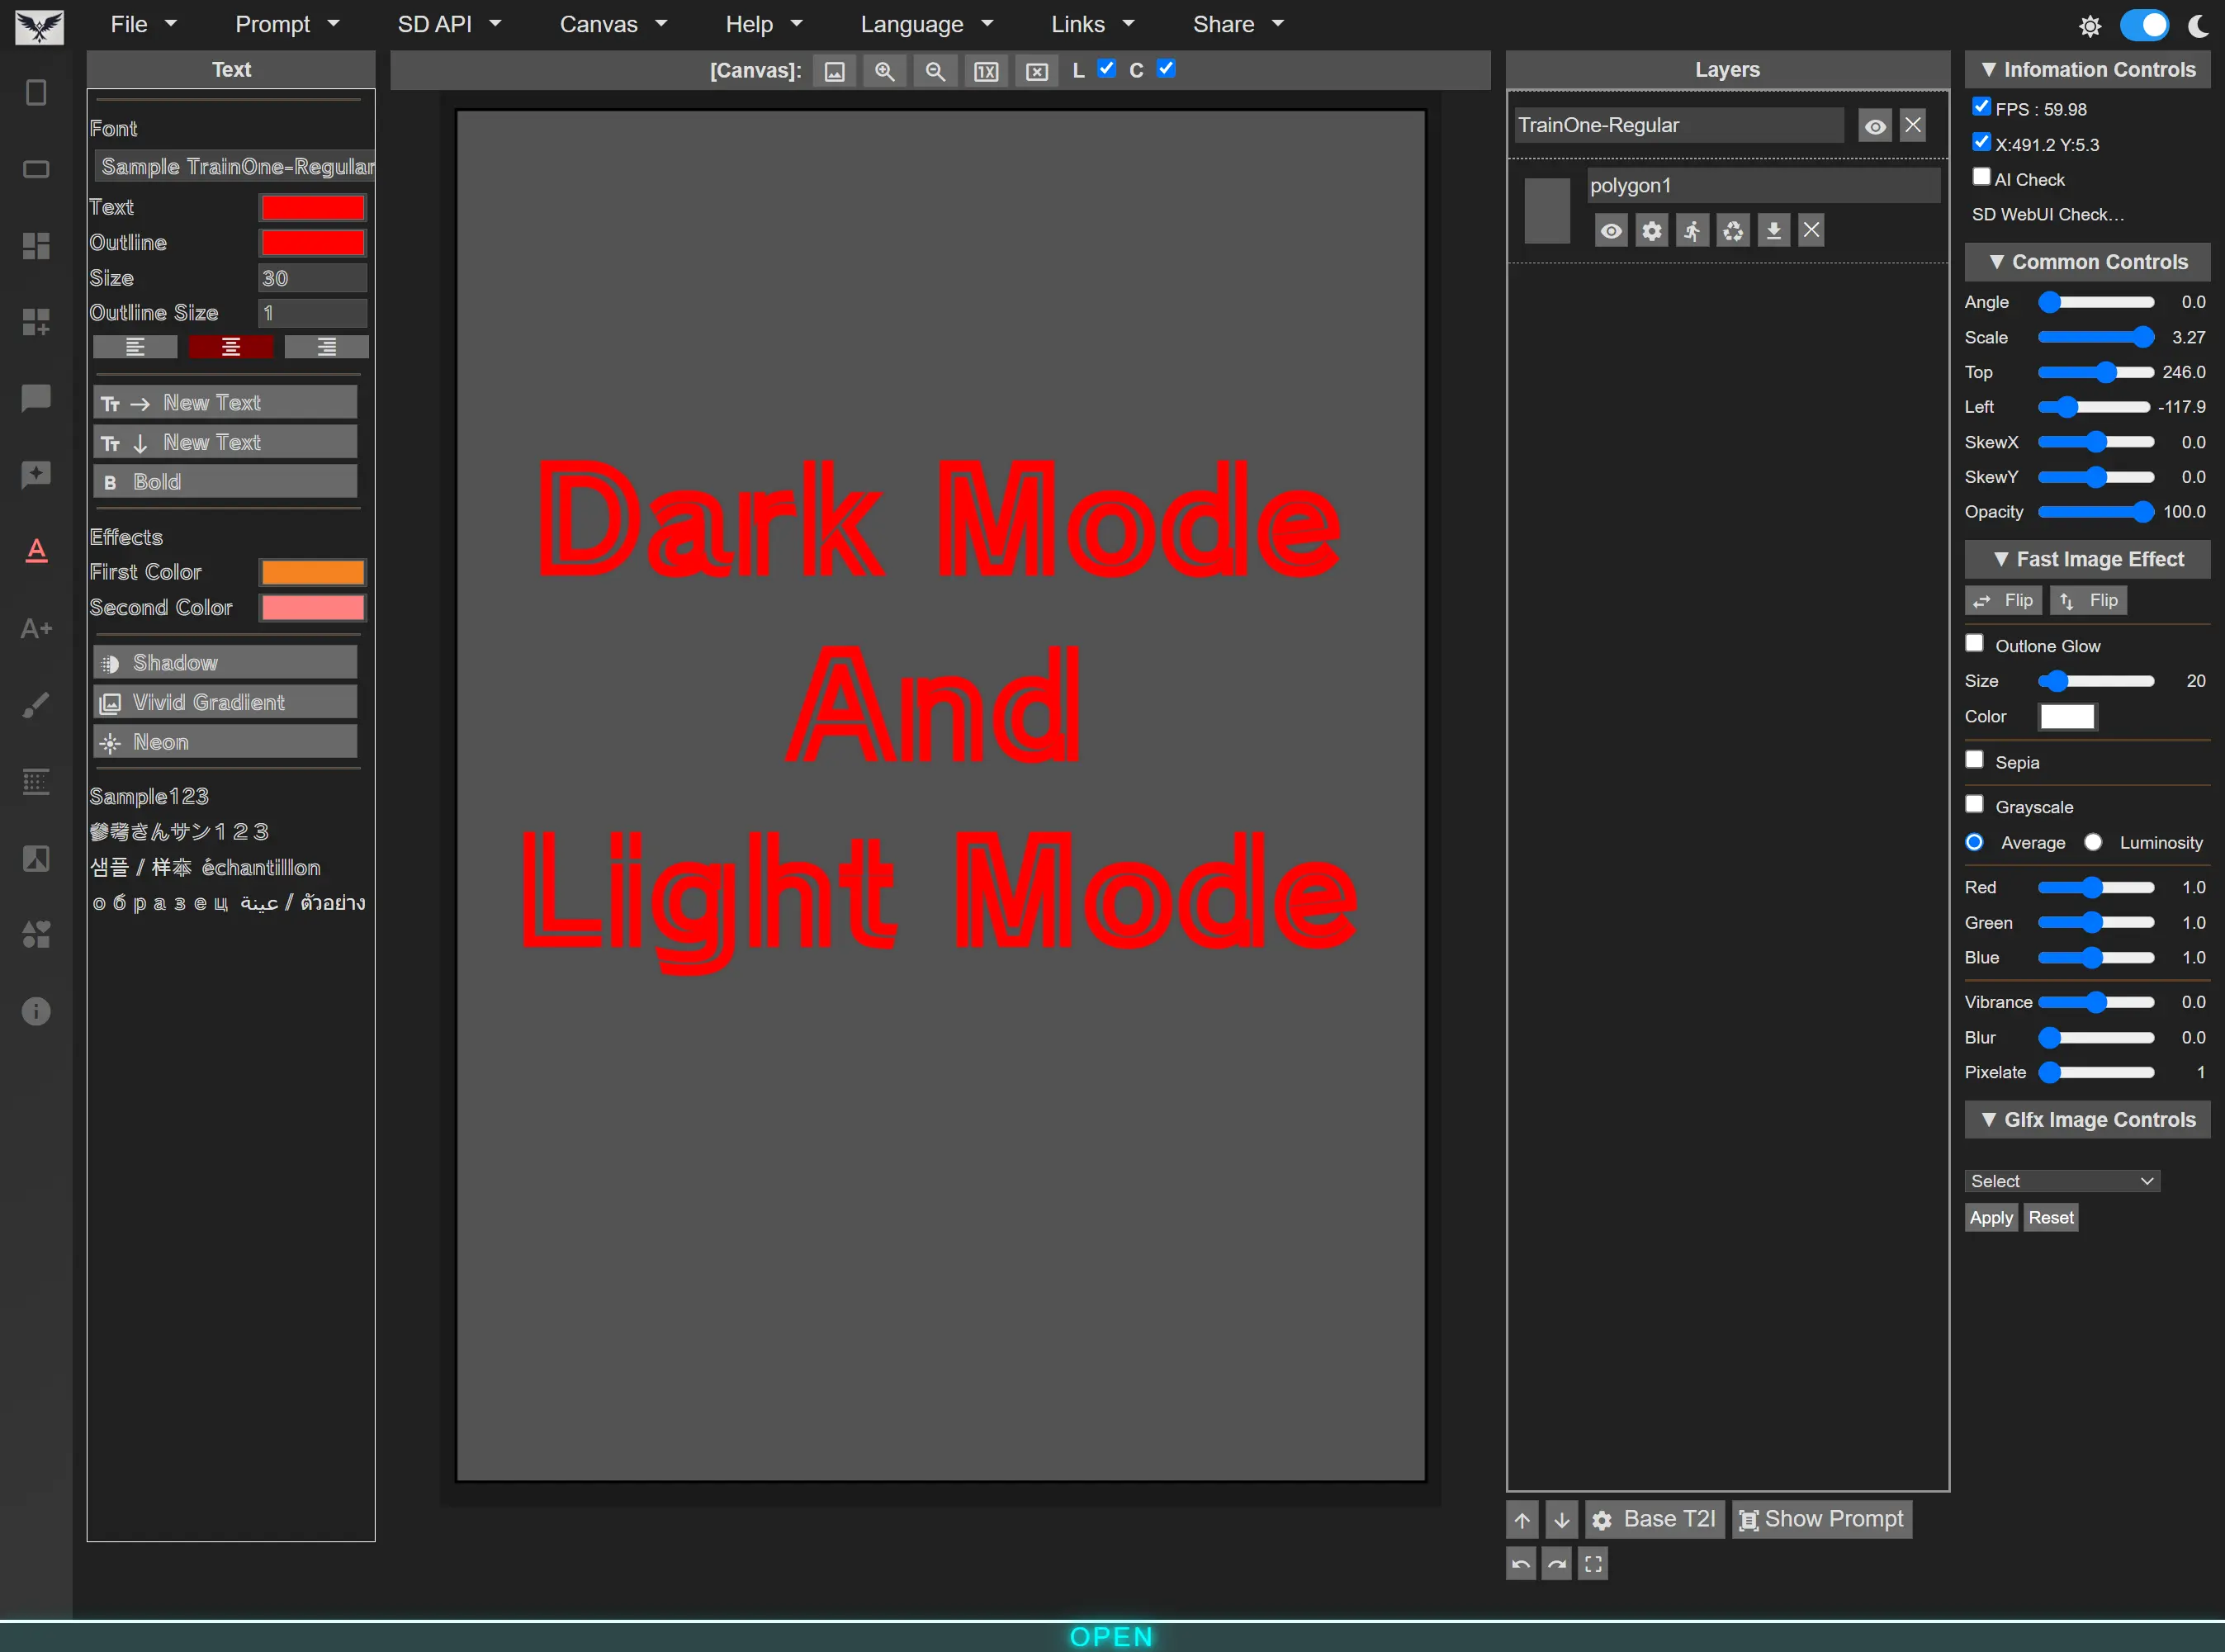 File Prompt SD API Canvas Help Language Links Share
Text
Font
Sample TrainOne-Regular
Text
Outline
Size 30
Outline Size 1
New Text
New Text
B Bold
Effects
First Color
Second Color
Shadow
Vivid Gradient
Neon
Sample123
参考さんサン１２３
샘플 / 样本 échantillon
образец عينة / ตัวอย่าง
[Canvas]: 1X L C
Dark Mode
And
Light Mode
Layers
TrainOne-Regular
polygon1
Base T2I Show Prompt
▼ Infomation Controls
FPS : 59.98
X:491.2 Y:5.3
AI Check
SD WebUI Check…
▼ Common Controls
Angle 0.0
Scale 3.27
Top 246.0
Left -117.9
SkewX 0.0
SkewY 0.0
Opacity 100.0
▼ Fast Image Effect
Flip Flip
Outlone Glow
Size 20
Color
Sepia
Grayscale
Average Luminosity
Red 1.0
Green 1.0
Blue 1.0
Vibrance 0.0
Blur 0.0
Pixelate 1
▼ Glfx Image Controls
Select
Apply Reset
OPEN